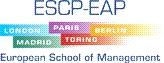 ESCP-EAP
LONDON PARIS BERLIN
MADRID TORINO
European School of Management